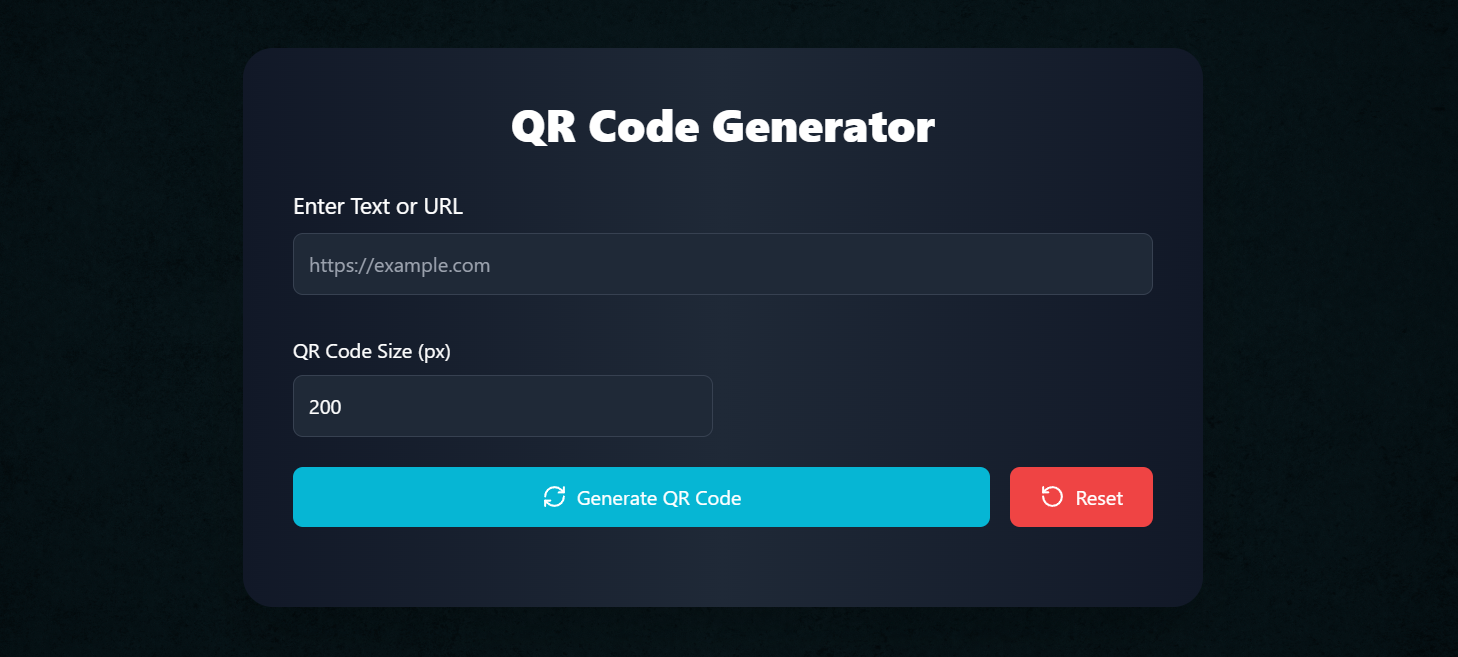 QR Code Generator
Enter Text or URL
https://example.com
QR Code Size (px)
200
Generate QR Code
Reset